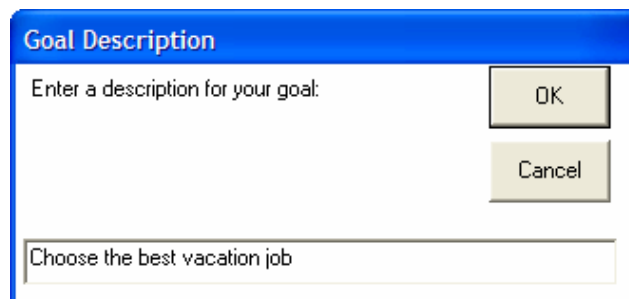 Goal Description
Enter a description for your goal:
OK
Cancel
Choose the best vacation job